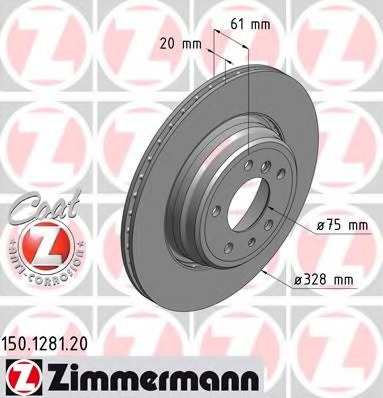 61 mm
20 mm
ø75 mm
ø328 mm
Coat
Z
ANTI-CORROSION
150.1281.20
Z Zimmermann